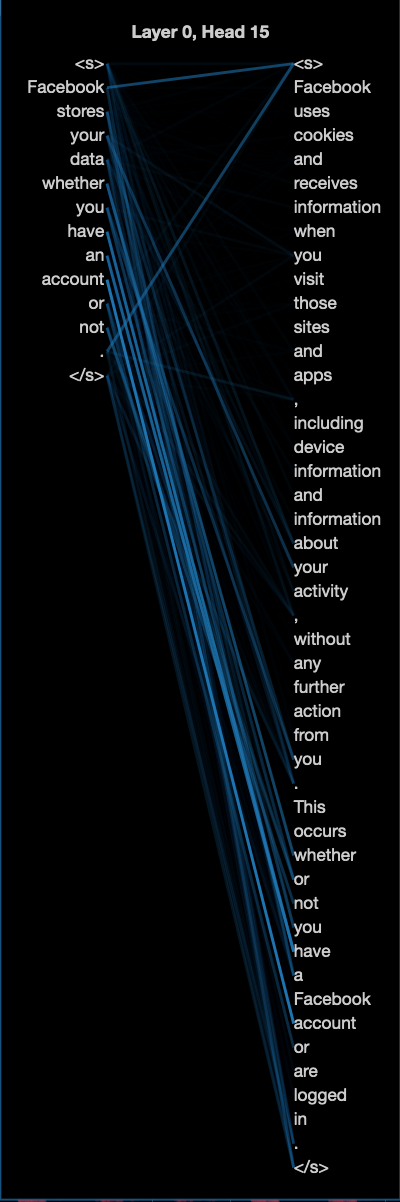 Layer 0, Head 15
<s> <s>
Facebook Facebook
stores uses
your cookies
data and
whether receives
you information
have when
an you
account visit
or those
not sites
. and
</s> apps
,
including
device
information
and
information
about
your
activity
,
without
any
further
action
from
you
.
This
occurs
whether
or
not
you
have
a
Facebook
account
or
are
logged
in
.
</s>